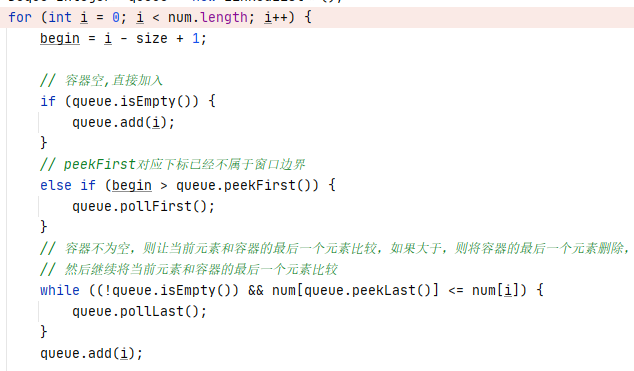 for (int i = 0; i < num.length; i++) {
begin = i - size + 1;
// 容器空,直接加入
if (queue.isEmpty()) {
queue.add(i);
}
// peekFirst对应下标已经不属于窗口边界
else if (begin > queue.peekFirst()) {
queue.pollFirst();
}
// 容器不为空，则让当前元素和容器的最后一个元素比较，如果大于，则将容器的最后一个元素删除，
// 然后继续将当前元素和容器的最后一个元素比较
while ((!queue.isEmpty()) && num[queue.peekLast()] <= num[i]) {
queue.pollLast();
}
queue.add(i);